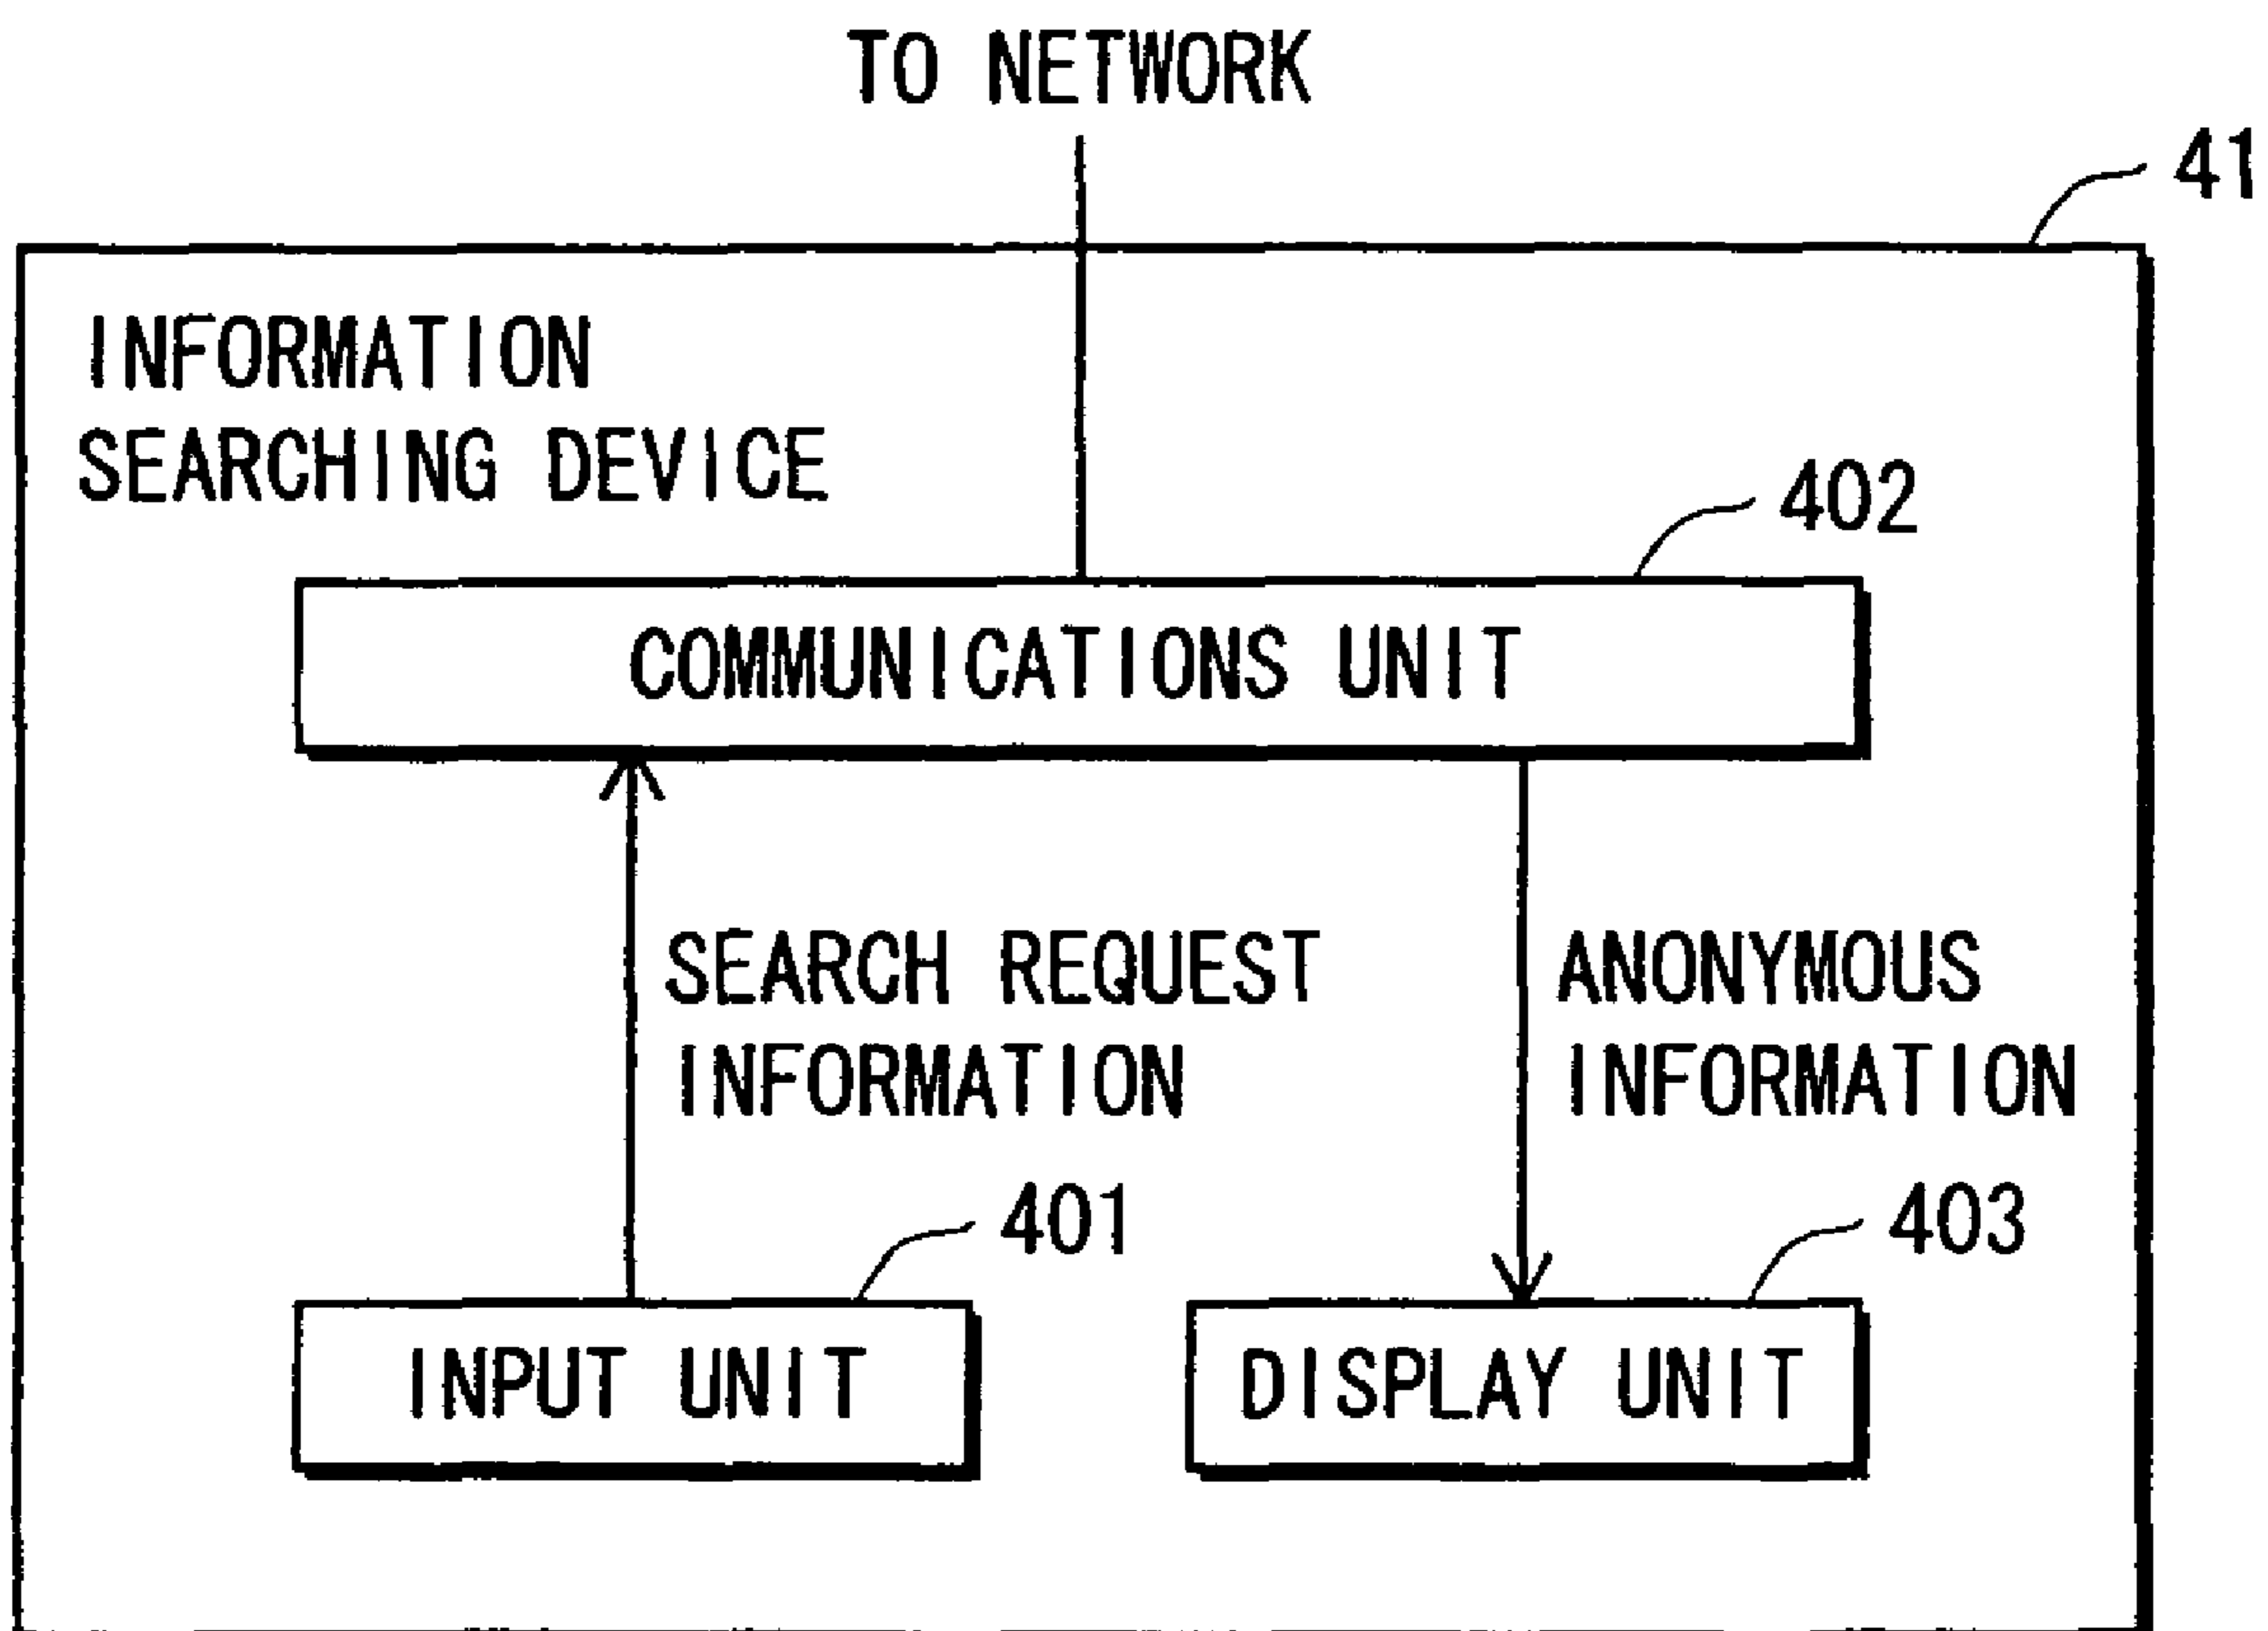 TO NETWORK
41
INFORMATION
SEARCHING DEVICE
402
COMMUNICATIONS UNIT
SEARCH REQUEST
INFORMATION
ANONYMOUS
INFORMATION
401
403
INPUT UNIT
DISPLAY UNIT